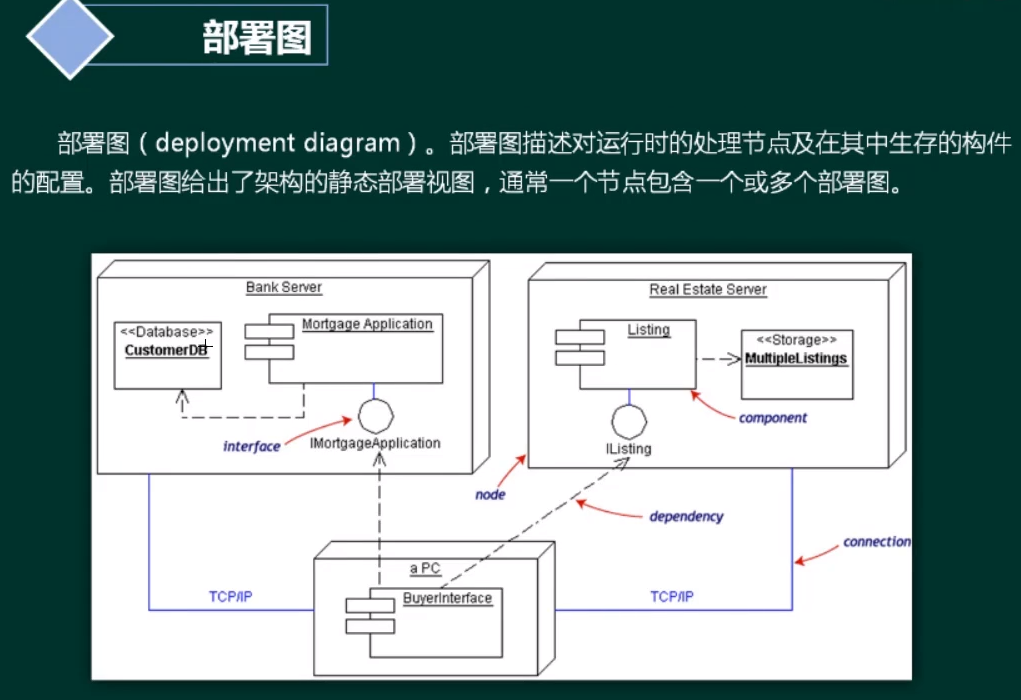 部署图
部署图（deployment diagram）。部署图描述对运行时的处理节点及在其中生存的构件
的配置。部署图给出了架构的静态部署视图，通常一个节点包含一个或多个部署图。
Bank Server
<<Database>>
CustomerDB
Mortgage Application
interface
IMortgageApplication
Real Estate Server
Listing
<<Storage>>
MultipleListings
component
IListing
node
dependency
connection
a PC
BuyerInterface
TCP/IP
TCP/IP